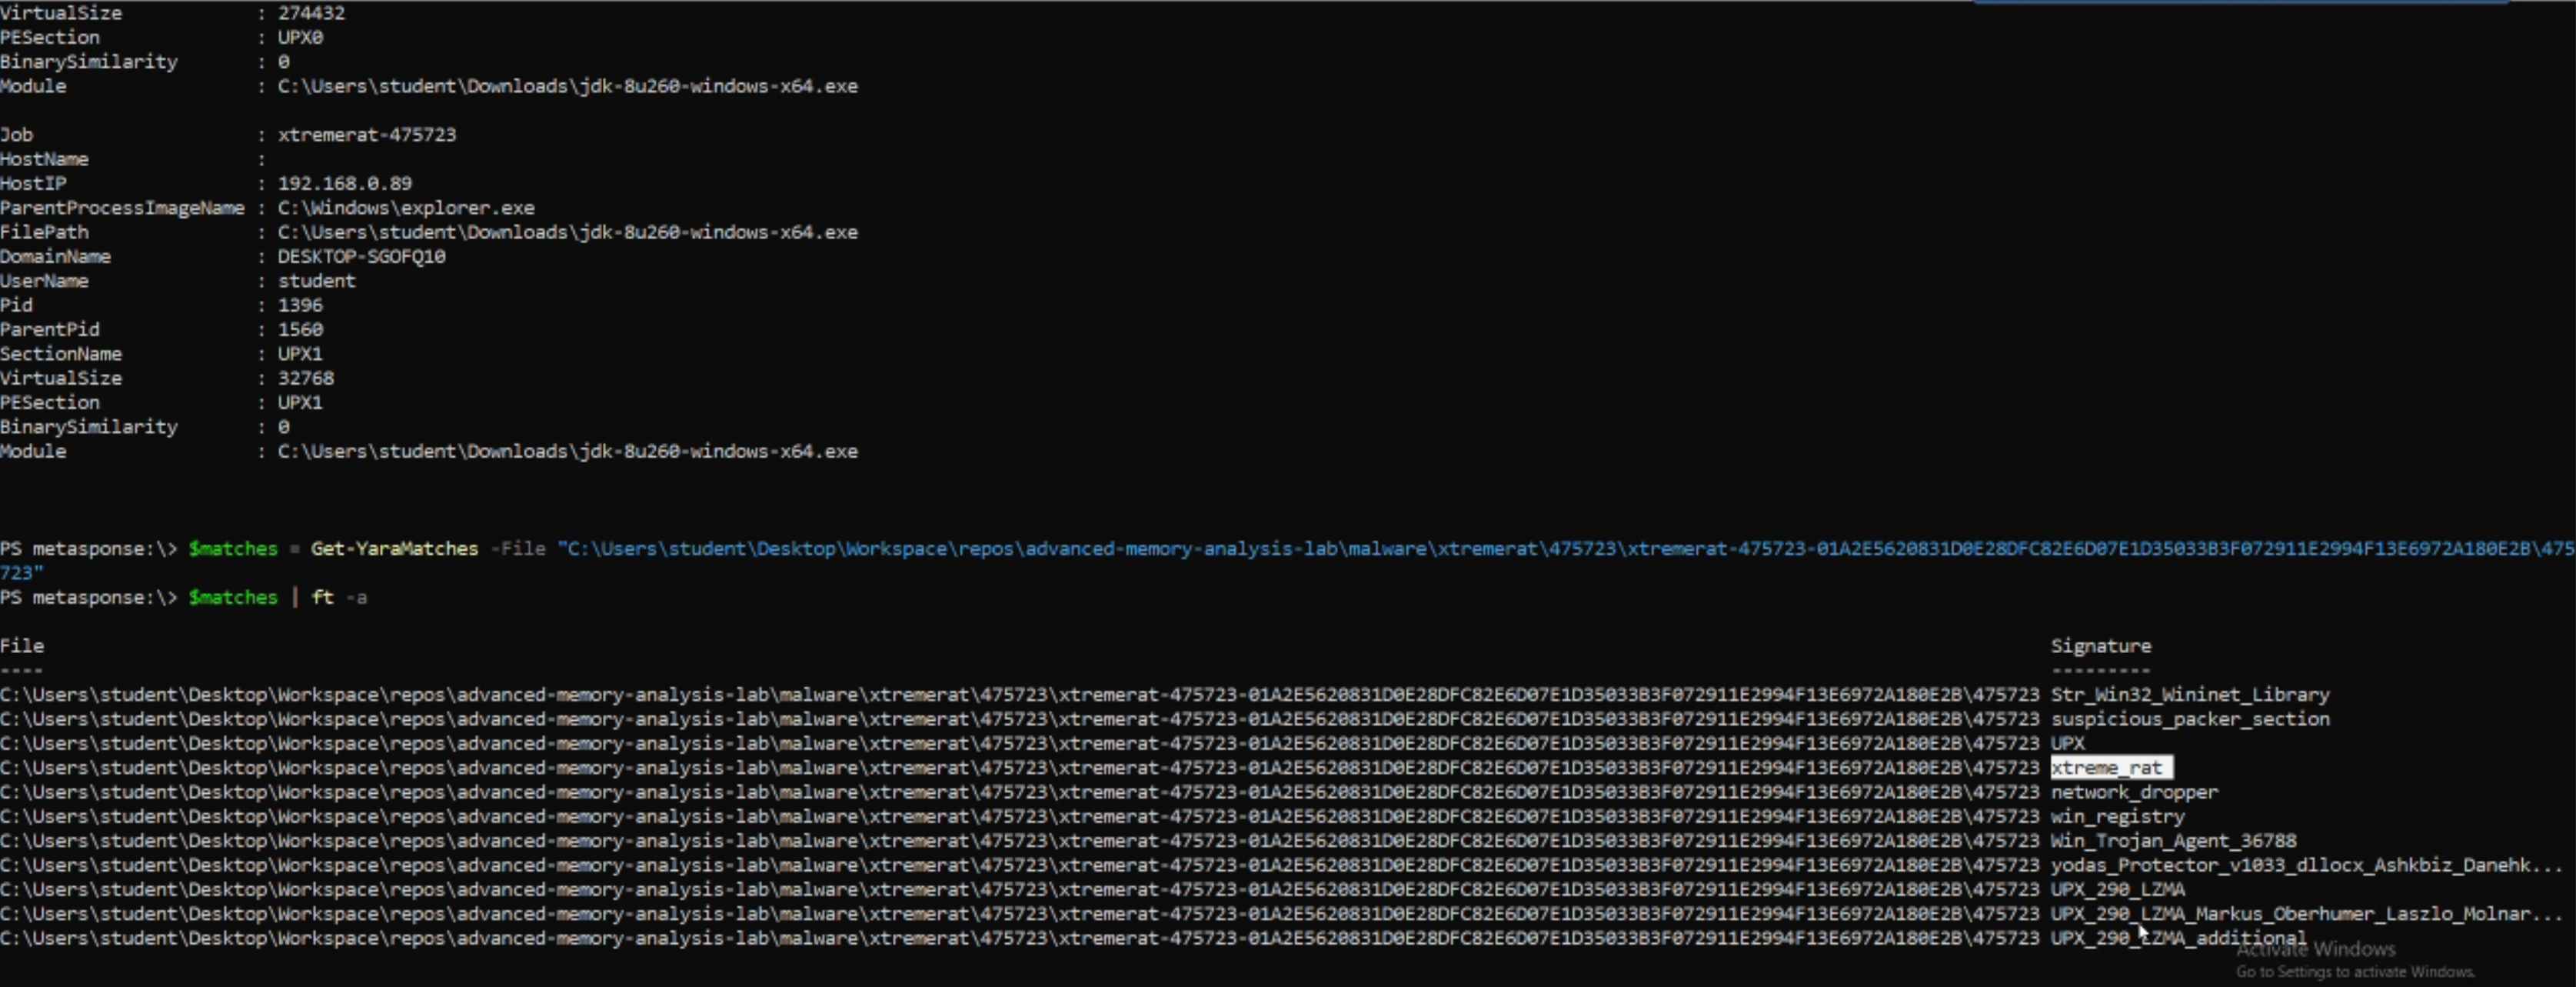 VirtualSize : 274432
PESection : UPX0
BinarySimilarity : 0
Module : C:\Users\student\Downloads\jdk-8u260-windows-x64.exe
Job : xtremerat-475723
HostName :
HostIP : 192.168.0.89
ParentProcessImageName : C:\Windows\explorer.exe
FilePath : C:\Users\student\Downloads\jdk-8u260-windows-x64.exe
DomainName : DESKTOP-SGOFQ10
UserName : student
Pid : 1396
ParentPid : 1560
SectionName : UPX1
VirtualSize : 32768
PESection : UPX1
BinarySimilarity : 0
Module : C:\Users\student\Downloads\jdk-8u260-windows-x64.exe
PS metasponse:\> $matches = Get-YaraMatches -File "C:\Users\student\Desktop\Workspace\repos\advanced-memory-analysis-lab\malware\xtremerat\475723\xtremerat-475723-01A2E5620831D0E28DFC82E6D07E1D35033B3F072911E2994F13E6972A180E2B\475
723"
PS metasponse:\> $matches | ft -a
File Signature
---- ---------
C:\Users\student\Desktop\Workspace\repos\advanced-memory-analysis-lab\malware\xtremerat\475723\xtremerat-475723-01A2E5620831D0E28DFC82E6D07E1D35033B3F072911E2994F13E6972A180E2B\475723 Str_Win32_Wininet_Library
C:\Users\student\Desktop\Workspace\repos\advanced-memory-analysis-lab\malware\xtremerat\475723\xtremerat-475723-01A2E5620831D0E28DFC82E6D07E1D35033B3F072911E2994F13E6972A180E2B\475723 suspicious_packer_section
C:\Users\student\Desktop\Workspace\repos\advanced-memory-analysis-lab\malware\xtremerat\475723\xtremerat-475723-01A2E5620831D0E28DFC82E6D07E1D35033B3F072911E2994F13E6972A180E2B\475723 UPX
C:\Users\student\Desktop\Workspace\repos\advanced-memory-analysis-lab\malware\xtremerat\475723\xtremerat-475723-01A2E5620831D0E28DFC82E6D07E1D35033B3F072911E2994F13E6972A180E2B\475723 xtreme_rat
C:\Users\student\Desktop\Workspace\repos\advanced-memory-analysis-lab\malware\xtremerat\475723\xtremerat-475723-01A2E5620831D0E28DFC82E6D07E1D35033B3F072911E2994F13E6972A180E2B\475723 network_dropper
C:\Users\student\Desktop\Workspace\repos\advanced-memory-analysis-lab\malware\xtremerat\475723\xtremerat-475723-01A2E5620831D0E28DFC82E6D07E1D35033B3F072911E2994F13E6972A180E2B\475723 win_registry
C:\Users\student\Desktop\Workspace\repos\advanced-memory-analysis-lab\malware\xtremerat\475723\xtremerat-475723-01A2E5620831D0E28DFC82E6D07E1D35033B3F072911E2994F13E6972A180E2B\475723 Win_Trojan_Agent_36788
C:\Users\student\Desktop\Workspace\repos\advanced-memory-analysis-lab\malware\xtremerat\475723\xtremerat-475723-01A2E5620831D0E28DFC82E6D07E1D35033B3F072911E2994F13E6972A180E2B\475723 yodas_Protector_v1033_dllocx_Ashkbiz_Danehk...
C:\Users\student\Desktop\Workspace\repos\advanced-memory-analysis-lab\malware\xtremerat\475723\xtremerat-475723-01A2E5620831D0E28DFC82E6D07E1D35033B3F072911E2994F13E6972A180E2B\475723 UPX_290_LZMA
C:\Users\student\Desktop\Workspace\repos\advanced-memory-analysis-lab\malware\xtremerat\475723\xtremerat-475723-01A2E5620831D0E28DFC82E6D07E1D35033B3F072911E2994F13E6972A180E2B\475723 UPX_290_LZMA_Markus_Oberhumer_Laszlo_Molnar...
C:\Users\student\Desktop\Workspace\repos\advanced-memory-analysis-lab\malware\xtremerat\475723\xtremerat-475723-01A2E5620831D0E28DFC82E6D07E1D35033B3F072911E2994F13E6972A180E2B\475723 UPX_290_LZMA_additional
Activate Windows
Go to Settings to activate Windows.